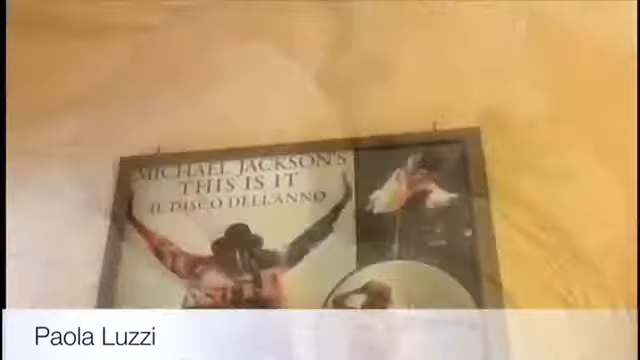 MICHAEL JACKSON'S
THIS IS IT
IL DISCO DELL'ANNO
Paola Luzzi